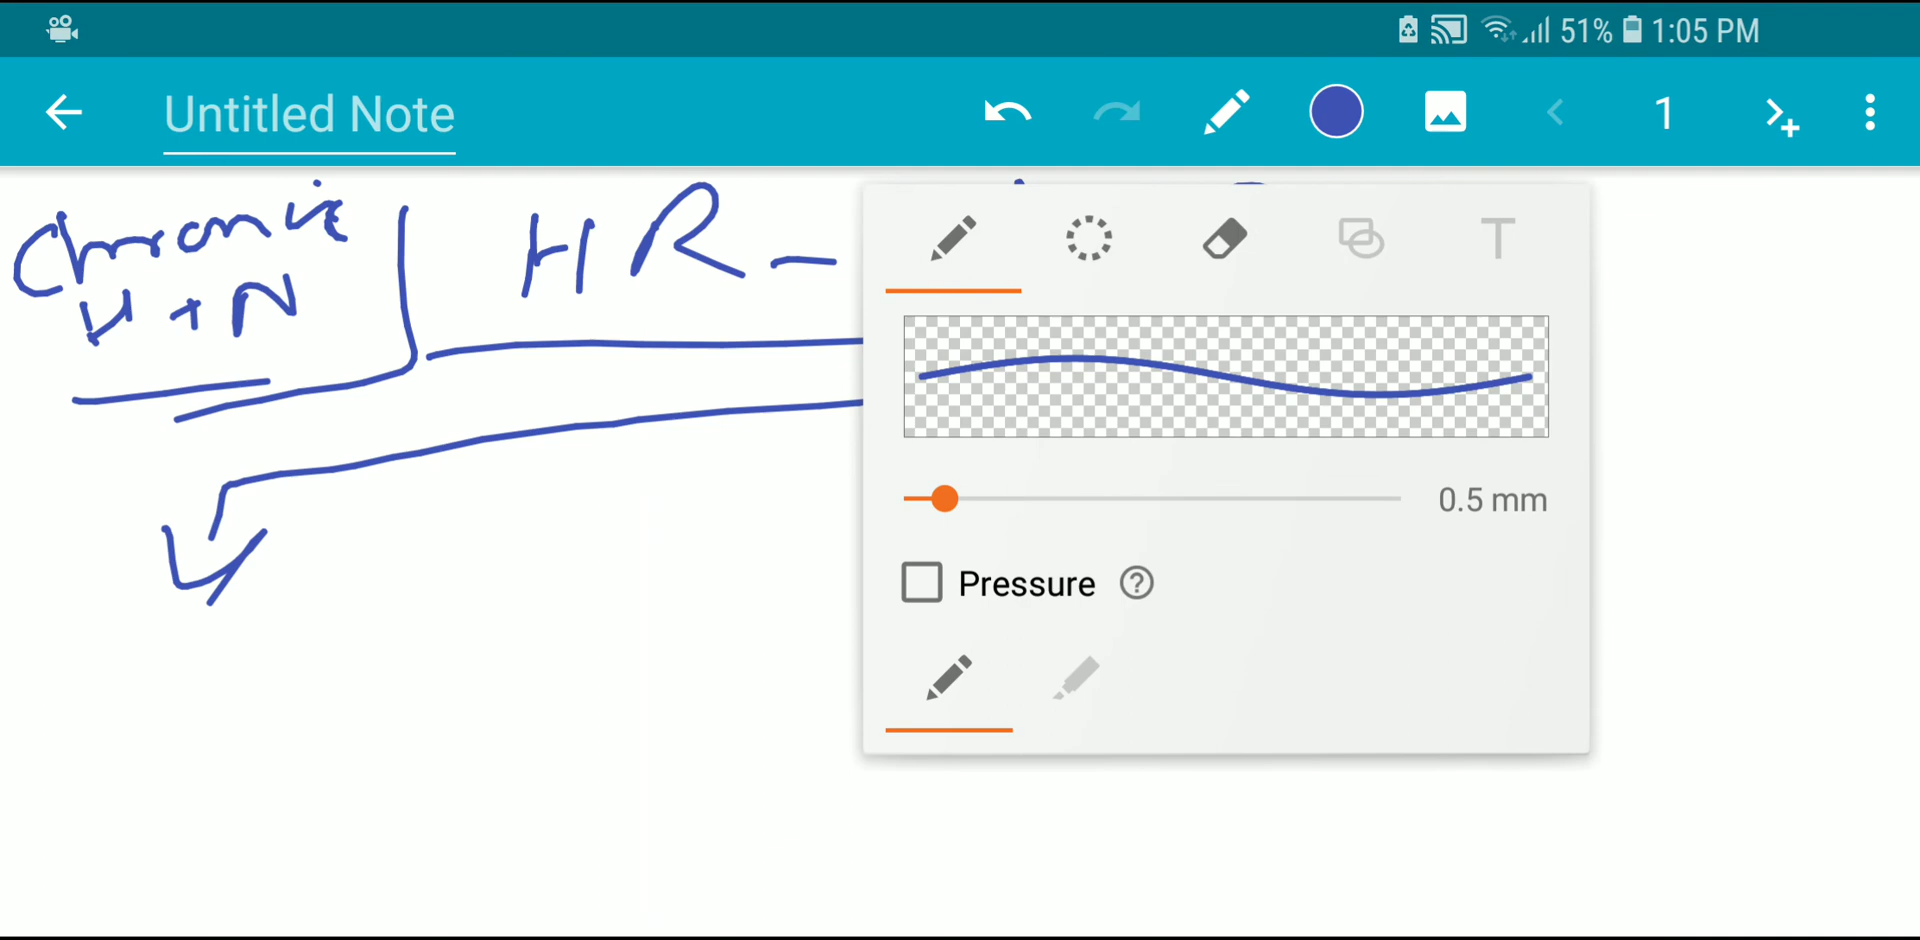 51% 1:05 PM
Untitled Note 1
Chronic
H+N
HR -
T
0.5 mm
Pressure ?